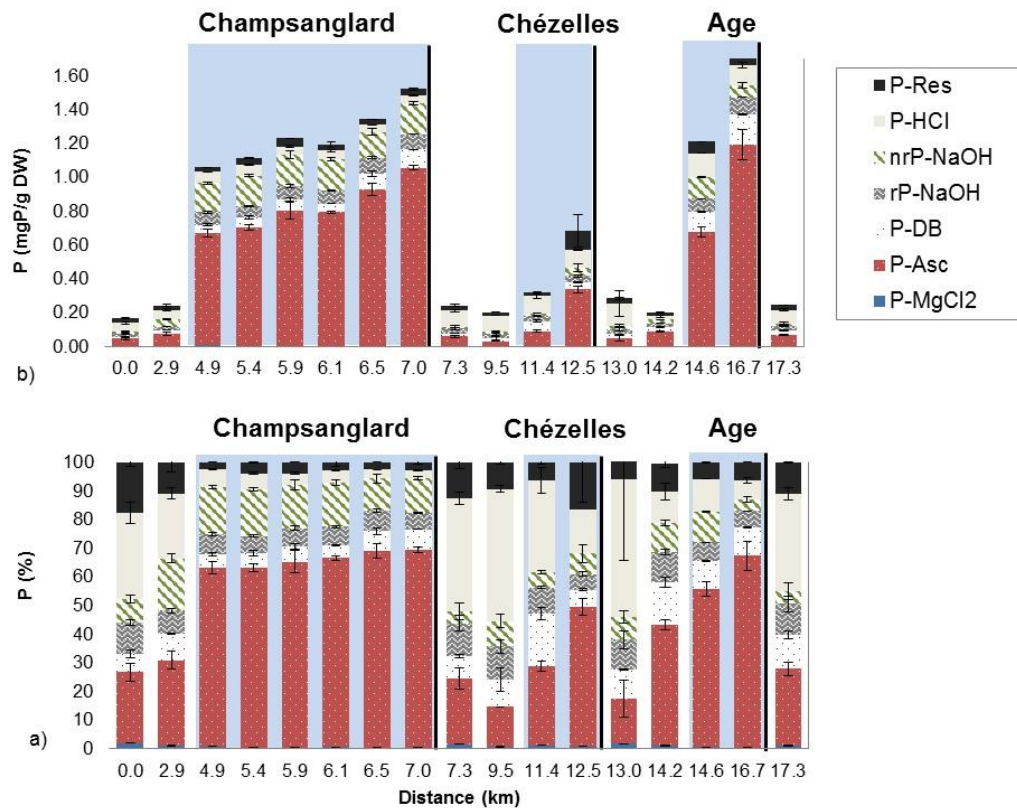 Champsanglard Chézelles Age
P (mgP/g DW)
1.60
1.40
1.20
1.00
0.80
0.60
0.40
0.20
0.00
0.0 2.9 4.9 5.4 5.9 6.1 6.5 7.0 7.3 9.5 11.4 12.5 13.0 14.2 14.6 16.7 17.3
b)
P-Res
P-HCl
nrP-NaOH
rP-NaOH
P-DB
P-Asc
P-MgCl2
Champsanglard Chézelles Age
P (%)
100
90
80
70
60
50
40
30
20
10
0
0.0 2.9 4.9 5.4 5.9 6.1 6.5 7.0 7.3 9.5 11.4 12.5 13.0 14.2 14.6 16.7 17.3
a)
Distance (km)